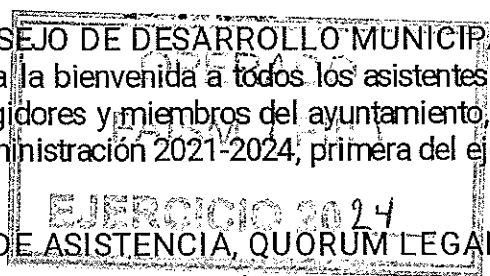 SEJO DE DESARROLLO MUNICIP
a la bienvenida a todos los asistentes
gidores y miembros del ayuntamiento,
ministración 2021-2024, primera del ej
EJERCICIO 2024
DE ASISTENCIA, QUORUM LEGAL